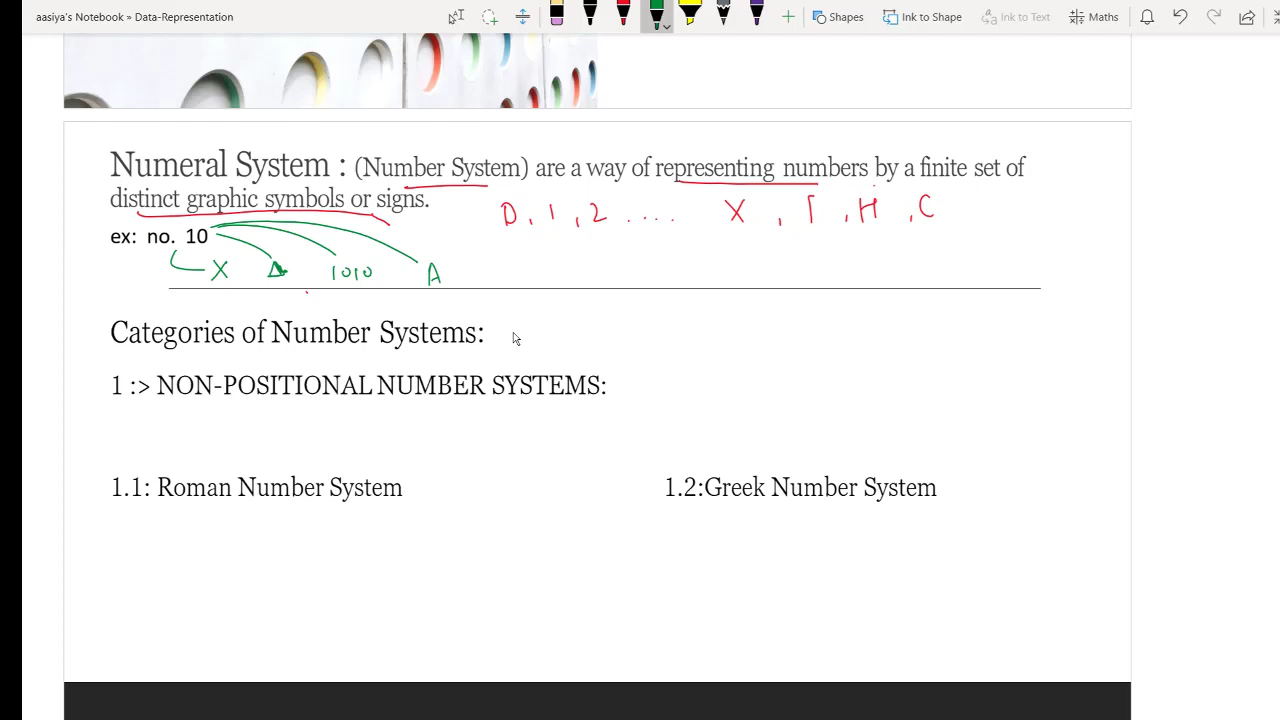 aasiya's Notebook » Data-Representation
Shapes Ink to Shape Ink to Text Maths
Numeral System : (Number System) are a way of representing numbers by a finite set of
distinct graphic symbols or signs.
0, 1, 2 .... X, Γ, H, C
ex: no. 10
X Δ 1010 A
Categories of Number Systems:
1 :> NON-POSITIONAL NUMBER SYSTEMS:
1.1: Roman Number System 1.2:Greek Number System